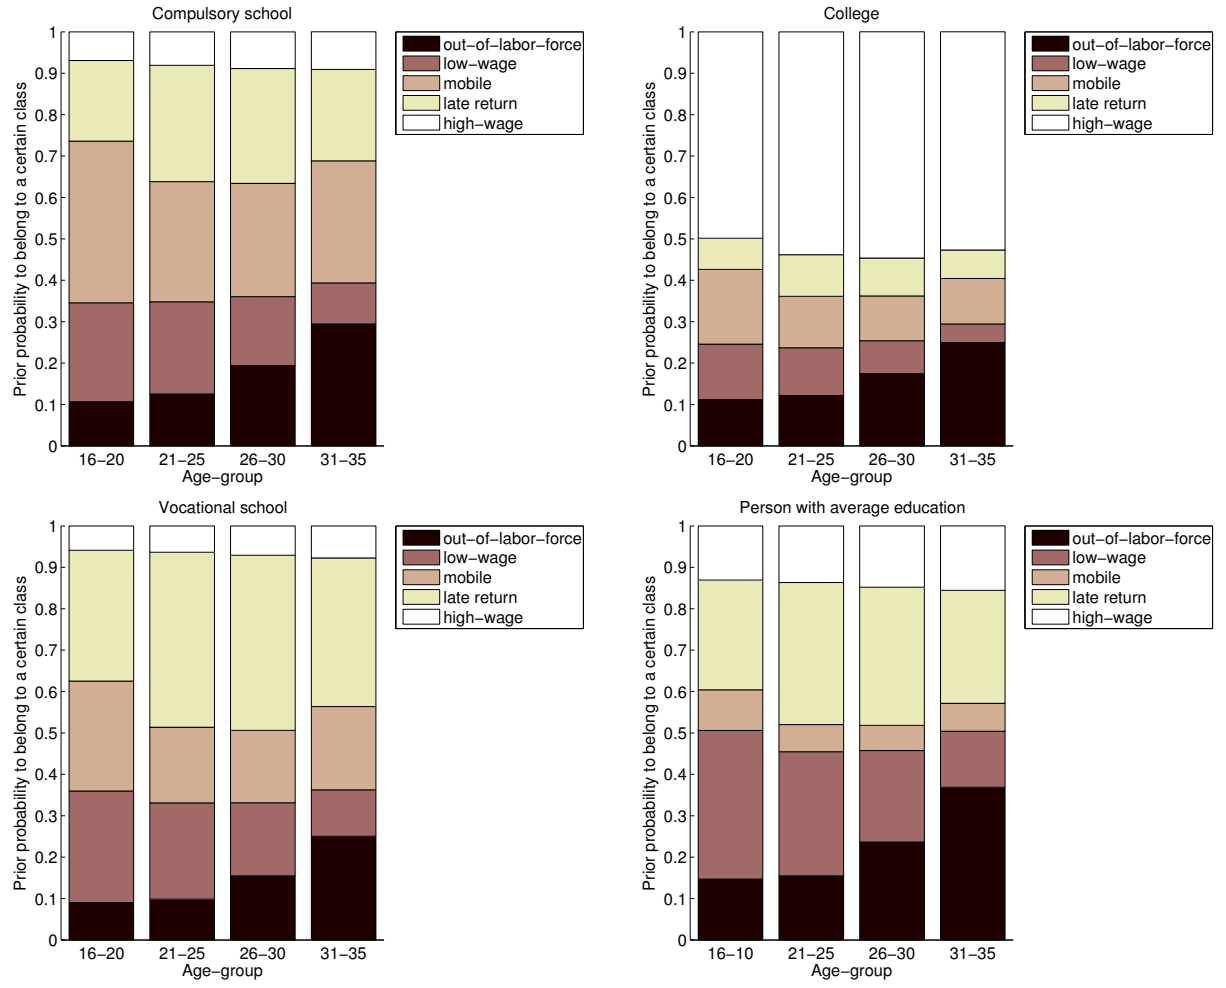 Compulsory school
Prior probability to belong to a certain class
1
0.9
0.8
0.7
0.6
0.5
0.4
0.3
0.2
0.1
0
16−20 21−25 26−30 31−35
Age−group
out−of−labor−force
low−wage
mobile
late return
high−wage
College
Prior probability to belong to a certain class
1
0.9
0.8
0.7
0.6
0.5
0.4
0.3
0.2
0.1
0
16−20 21−25 26−30 31−35
Age−group
out−of−labor−force
low−wage
mobile
late return
high−wage
Vocational school
Prior probability to belong to a certain class
1
0.9
0.8
0.7
0.6
0.5
0.4
0.3
0.2
0.1
0
16−20 21−25 26−30 31−35
Age−group
out−of−labor−force
low−wage
mobile
late return
high−wage
Person with average education
Prior probability to belong to a certain class
1
0.9
0.8
0.7
0.6
0.5
0.4
0.3
0.2
0.1
0
16−10 21−25 26−30 31−35
Age−group
out−of−labor−force
low−wage
mobile
late return
high−wage